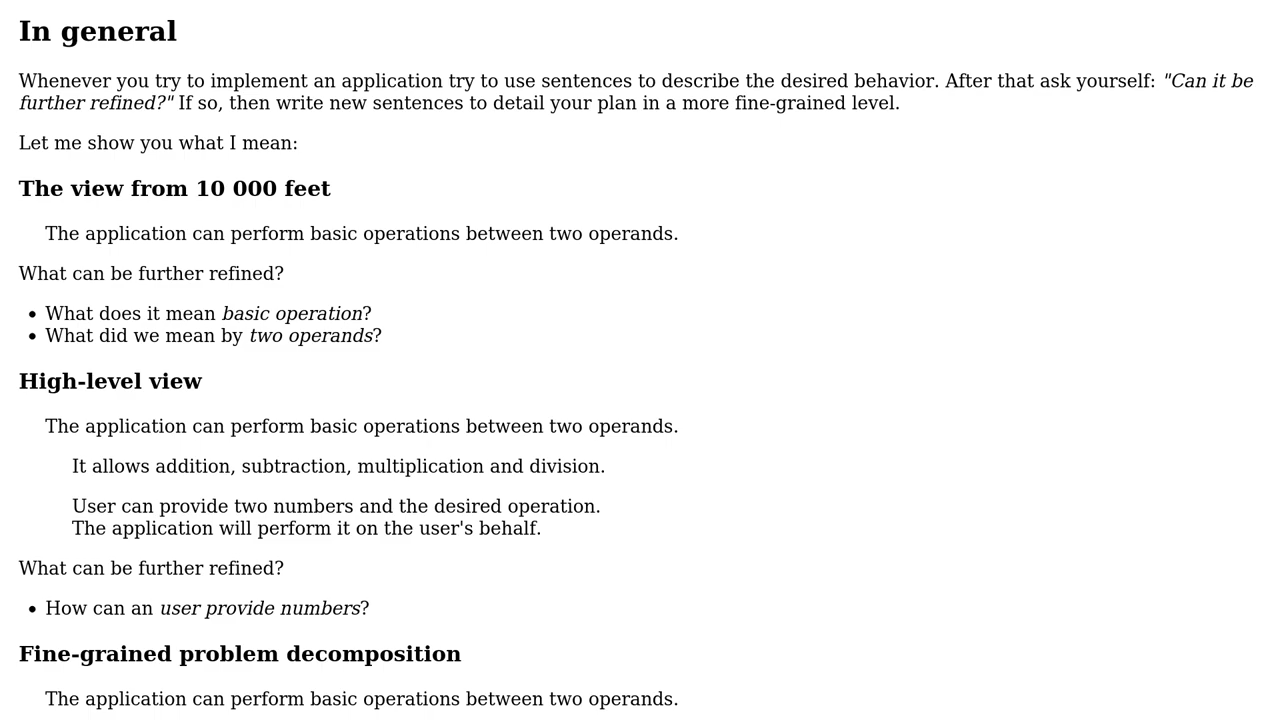 In general
Whenever you try to implement an application try to use sentences to describe the desired behavior. After that ask yourself: "Can it be
further refined?" If so, then write new sentences to detail your plan in a more fine-grained level.
Let me show you what I mean:
The view from 10 000 feet
The application can perform basic operations between two operands.
What can be further refined?
• What does it mean basic operation?
• What did we mean by two operands?
High-level view
The application can perform basic operations between two operands.
It allows addition, subtraction, multiplication and division.
User can provide two numbers and the desired operation.
The application will perform it on the user's behalf.
What can be further refined?
• How can an user provide numbers?
Fine-grained problem decomposition
The application can perform basic operations between two operands.